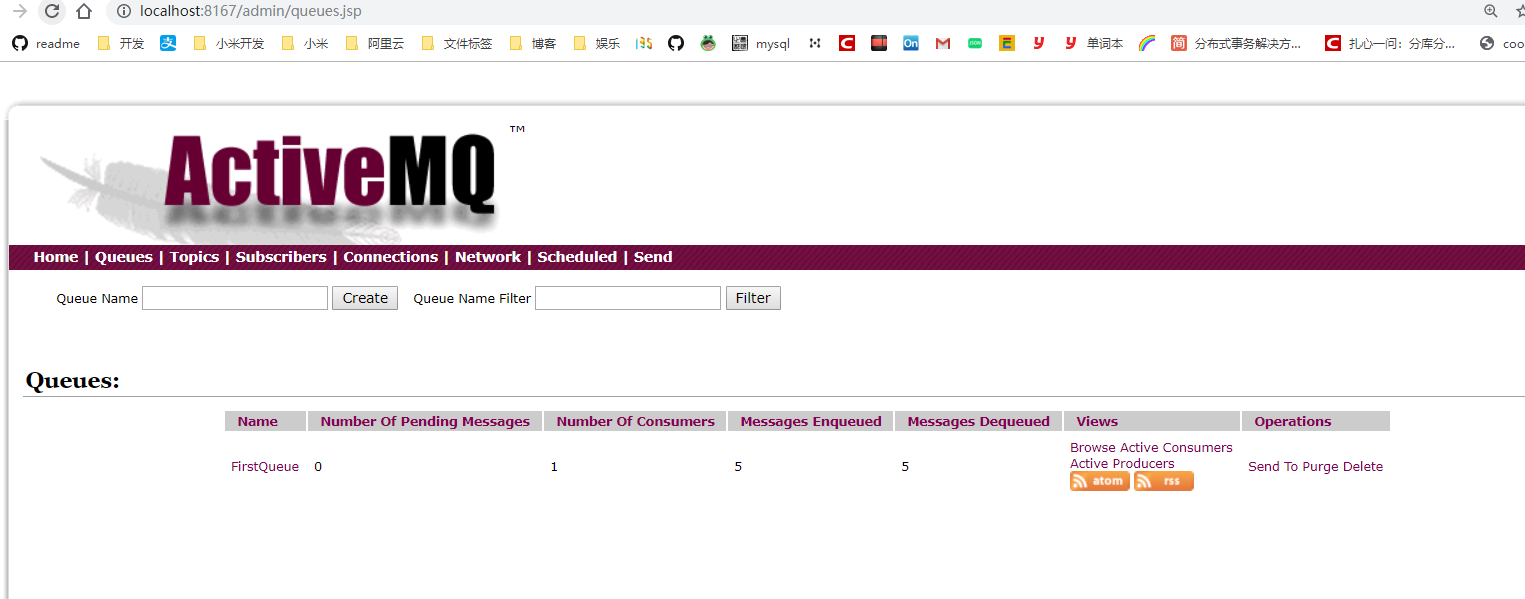 localhost:8167/admin/queues.jsp
readme 开发 小米开发 小米 阿里云 文件标签 博客 娱乐 mysql On 单词本 简 分布式事务解决方... 扎心一问：分库分... coo
ActiveMQ™
Home | Queues | Topics | Subscribers | Connections | Network | Scheduled | Send
Queue Name Create Queue Name Filter Filter
Queues:
Name Number Of Pending Messages Number Of Consumers Messages Enqueued Messages Dequeued Views Operations
FirstQueue 0 1 5 5 Browse Active Consumers
Active Producers
atom rss
Send To Purge Delete